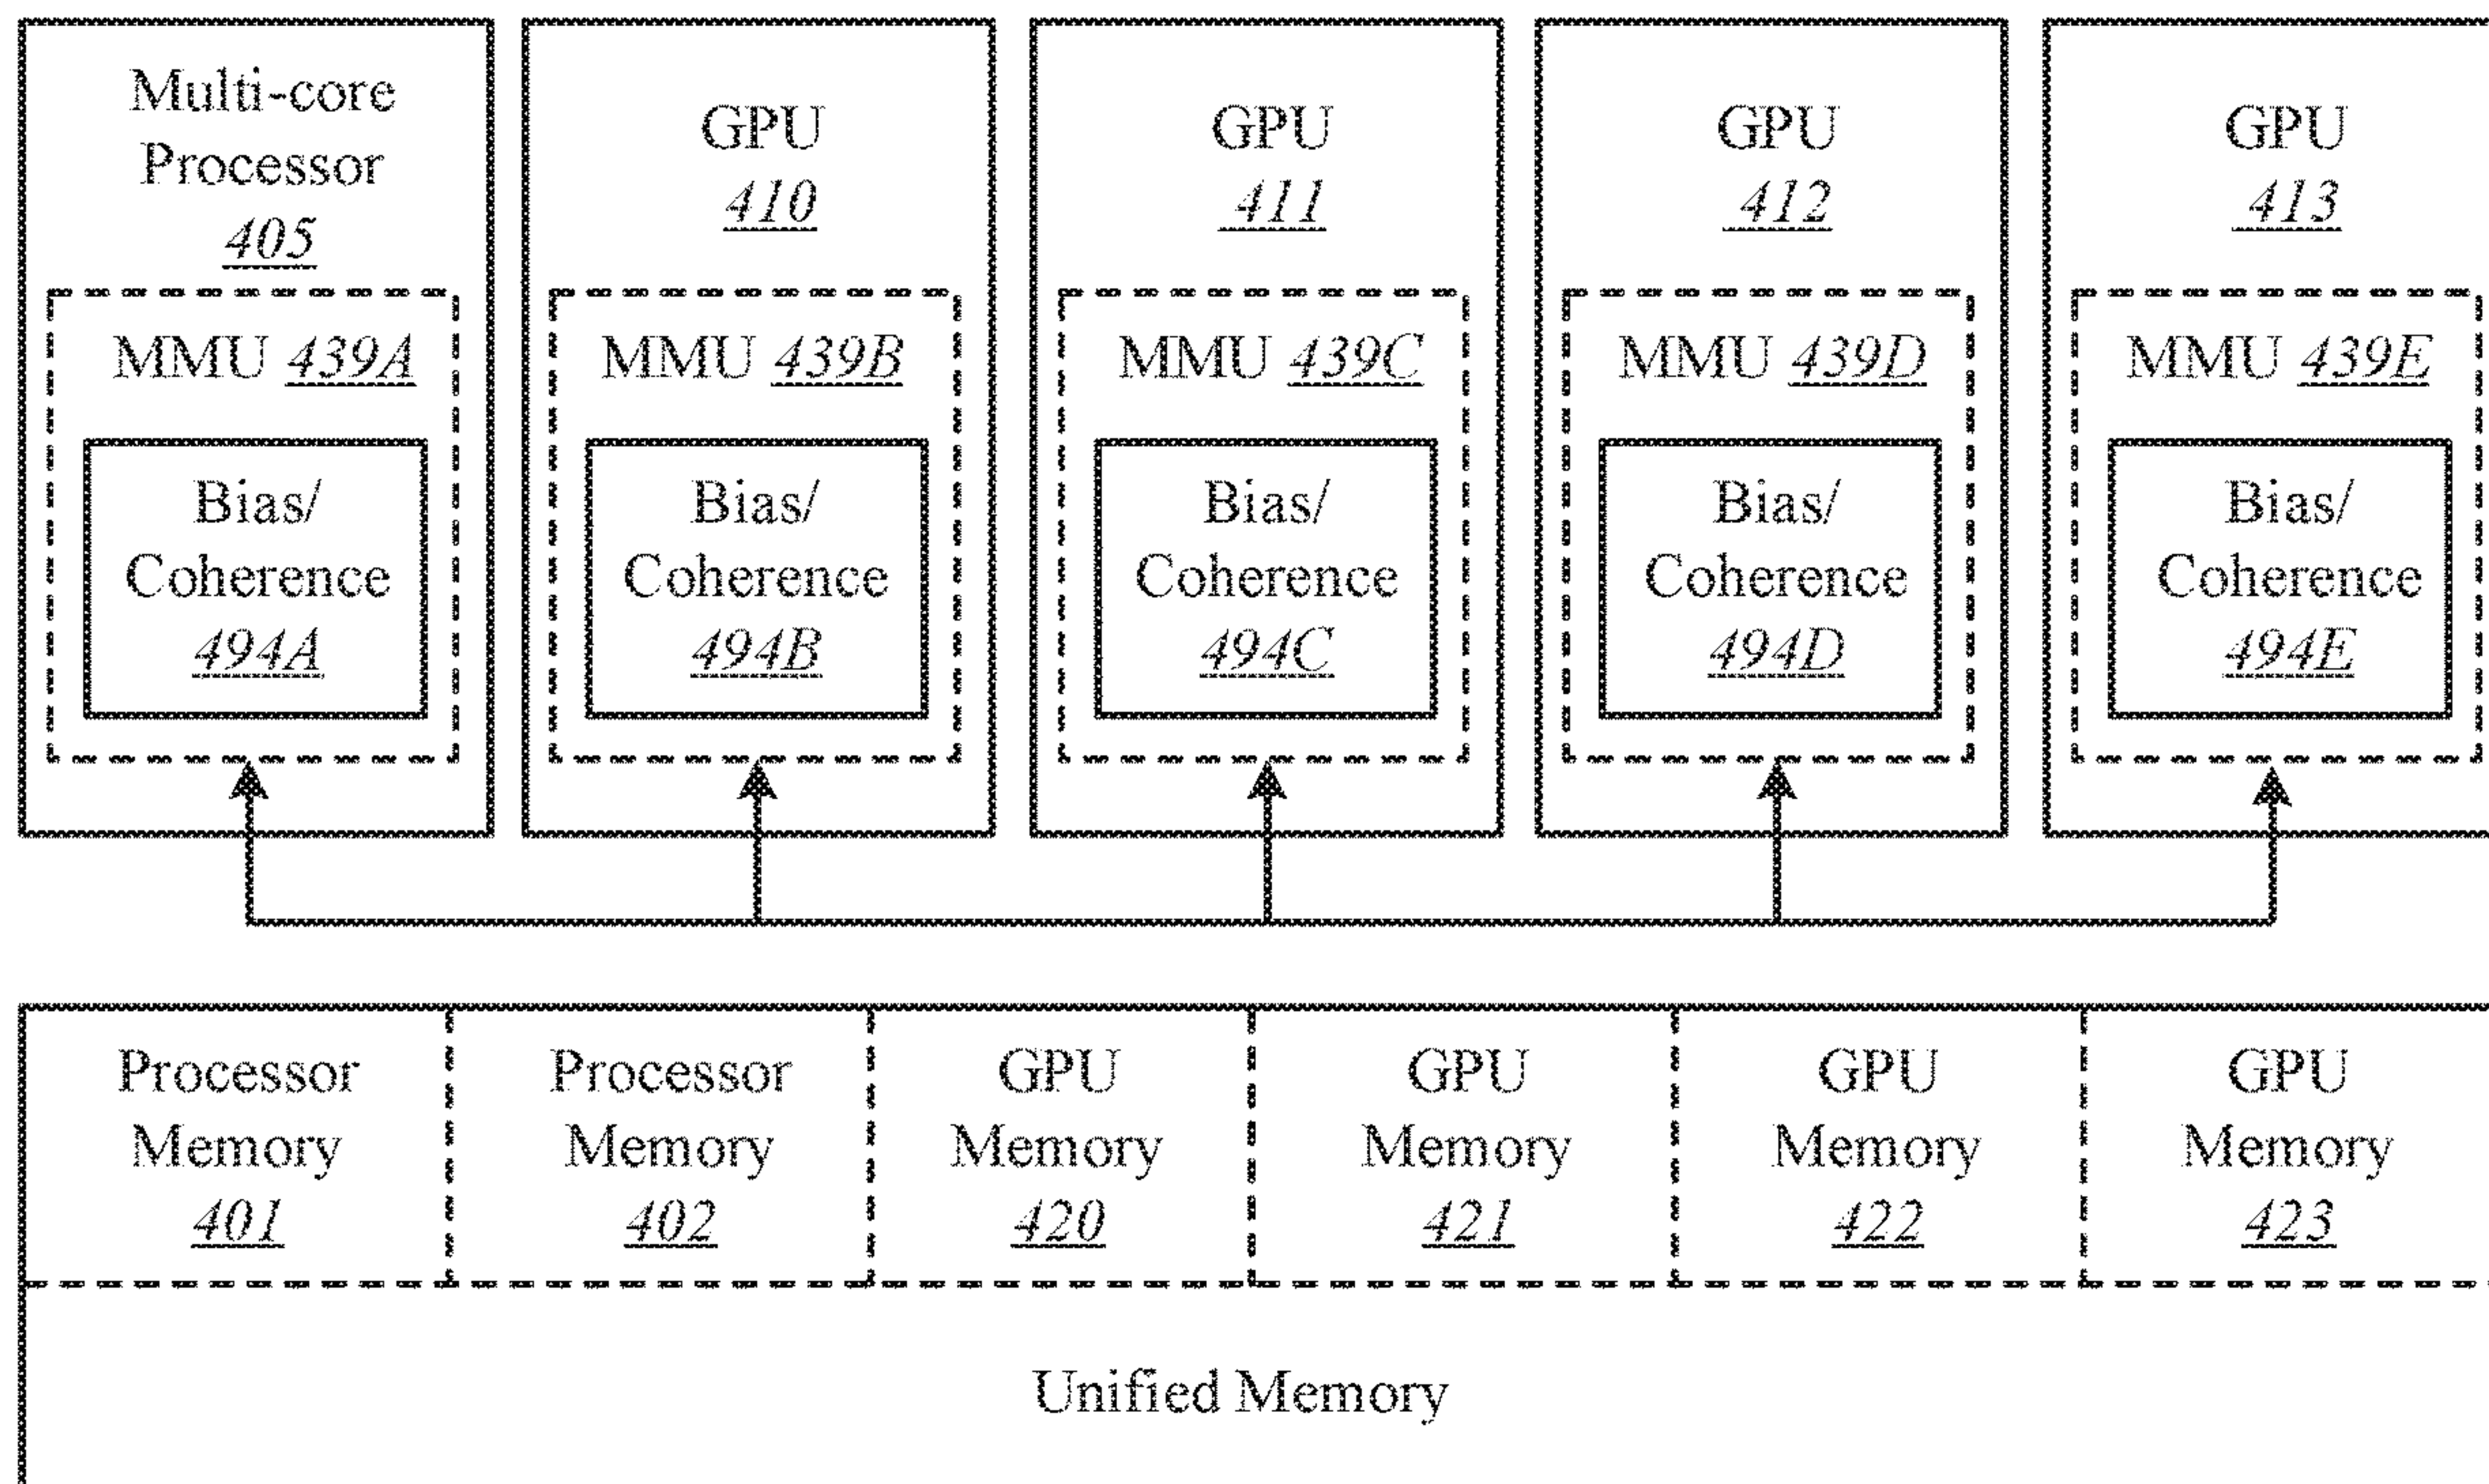 Multi-core
Processor
405
MMU 439A
Bias/
Coherence
494A
GPU
410
MMU 439B
Bias/
Coherence
494B
GPU
411
MMU 439C
Bias/
Coherence
494C
GPU
412
MMU 439D
Bias/
Coherence
494D
GPU
413
MMU 439E
Bias/
Coherence
494E
Processor
Memory
401
Processor
Memory
402
GPU
Memory
420
GPU
Memory
421
GPU
Memory
422
GPU
Memory
423
Unified Memory